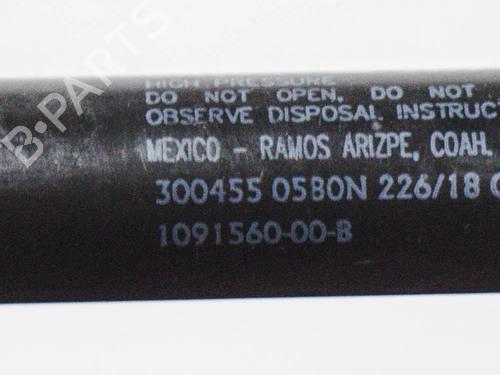 B-PARTS
HIGH PRESSURE
DO NOT OPEN, DO NOT
OBSERVE DISPOSAL INSTRUC
MEXICO - RAMOS ARIZPE, COAH.
300455 0580N 226/18
1091560-00-B